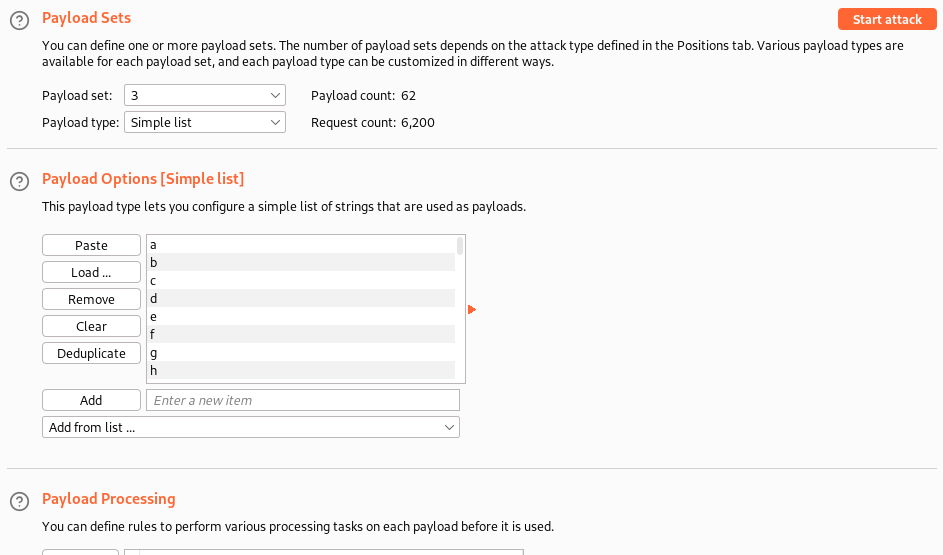 Payload Sets
Start attack
You can define one or more payload sets. The number of payload sets depends on the attack type defined in the Positions tab. Various payload types are
available for each payload set, and each payload type can be customized in different ways.
Payload set: 3 Payload count: 62
Payload type: Simple list Request count: 6,200
Payload Options [Simple list]
This payload type lets you configure a simple list of strings that are used as payloads.
Paste
Load ...
Remove
Clear
Deduplicate
a
b
c
d
e
f
g
h
Add
Enter a new item
Add from list ...
Payload Processing
You can define rules to perform various processing tasks on each payload before it is used.